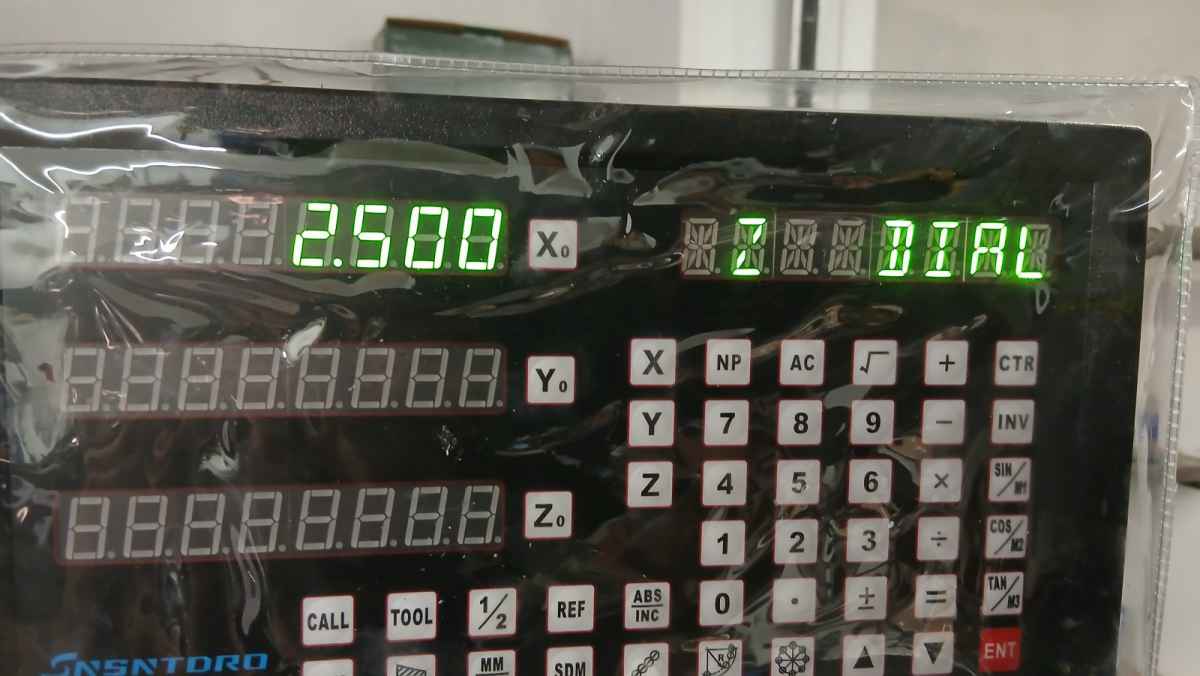 2.500 X₀ Z DIAL
Y₀ X NP AC √ + CTR
Y 7 8 9 − INV
Z₀ Z 4 5 6 × SIN/M1
1 2 3 ÷ COS/M2
CALL TOOL 1/2 REF ABS/INC 0 . ± = TAN/M3
SNSNTDRO MM SDM R ▲ ▼ ENT